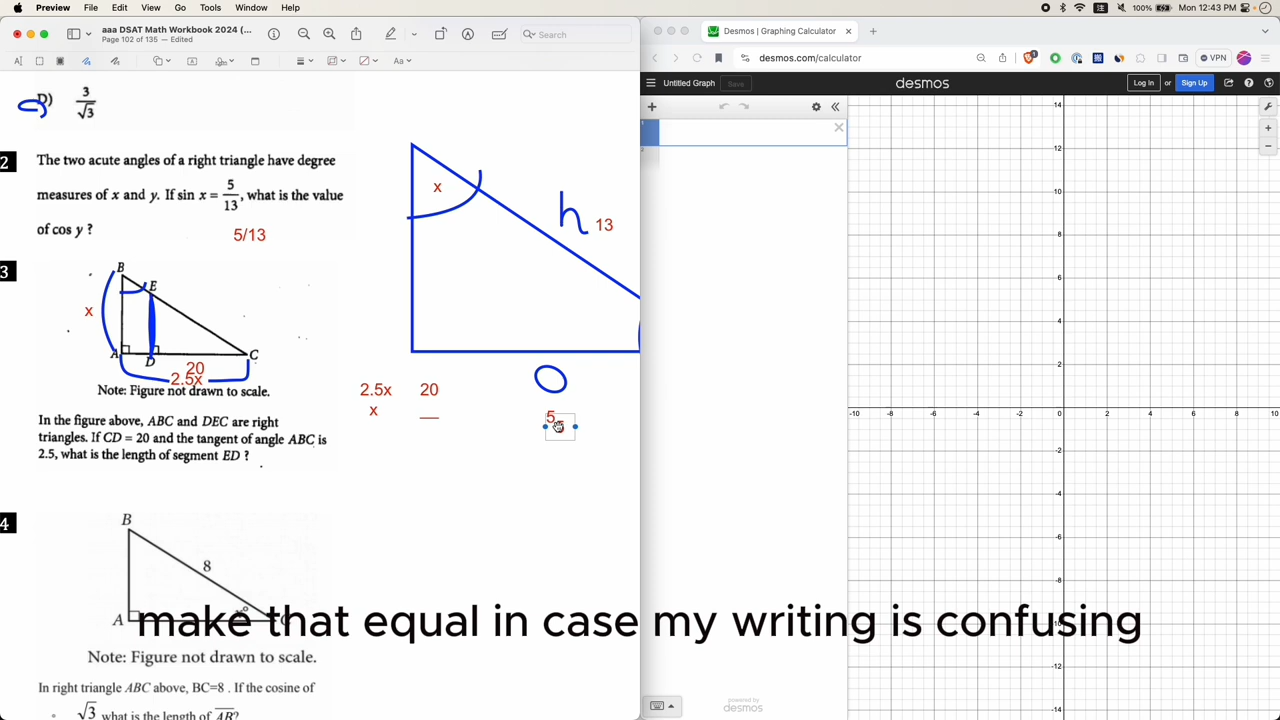 Preview File Edit View Go Tools Window Help
100% Mon 12:43 PM
aaa DSAT Math Workbook 2024 (...
Page 102 of 135 — Edited
Search
Desmos | Graphing Calculator
desmos.com/calculator
VPN
Untitled Graph
Save
desmos
Log In or Sign Up
3
√3
2 The two acute angles of a right triangle have degree
measures of x and y. If sin x = 5/13, what is the value
of cos y ?
5/13
x
h
13
3
B
E
x
A
D
C
20
2.5x
Note: Figure not drawn to scale.
2.5x 20
x
O
5
In the figure above, ABC and DEC are right
triangles. If CD = 20 and the tangent of angle ABC is
2.5, what is the length of segment ED ?
4
B
8
A
make that equal in case my writing is confusing
Note: Figure not drawn to scale.
In right triangle ABC above, BC=8 . If the cosine of
√3 what is the length of AB?
14
12
10
8
6
4
2
-10 -8 -6 -4 -2 0 2 4 6 8 10
-2
-4
-6
-8
-10
-12
-14
powered by
desmos